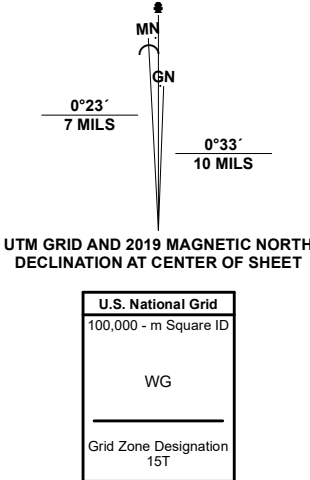 MN
GN
0°23´
7 MILS
0°33´
10 MILS
UTM GRID AND 2019 MAGNETIC NORTH
DECLINATION AT CENTER OF SHEET
U.S. National Grid
100,000 - m Square ID
WG
Grid Zone Designation
15T